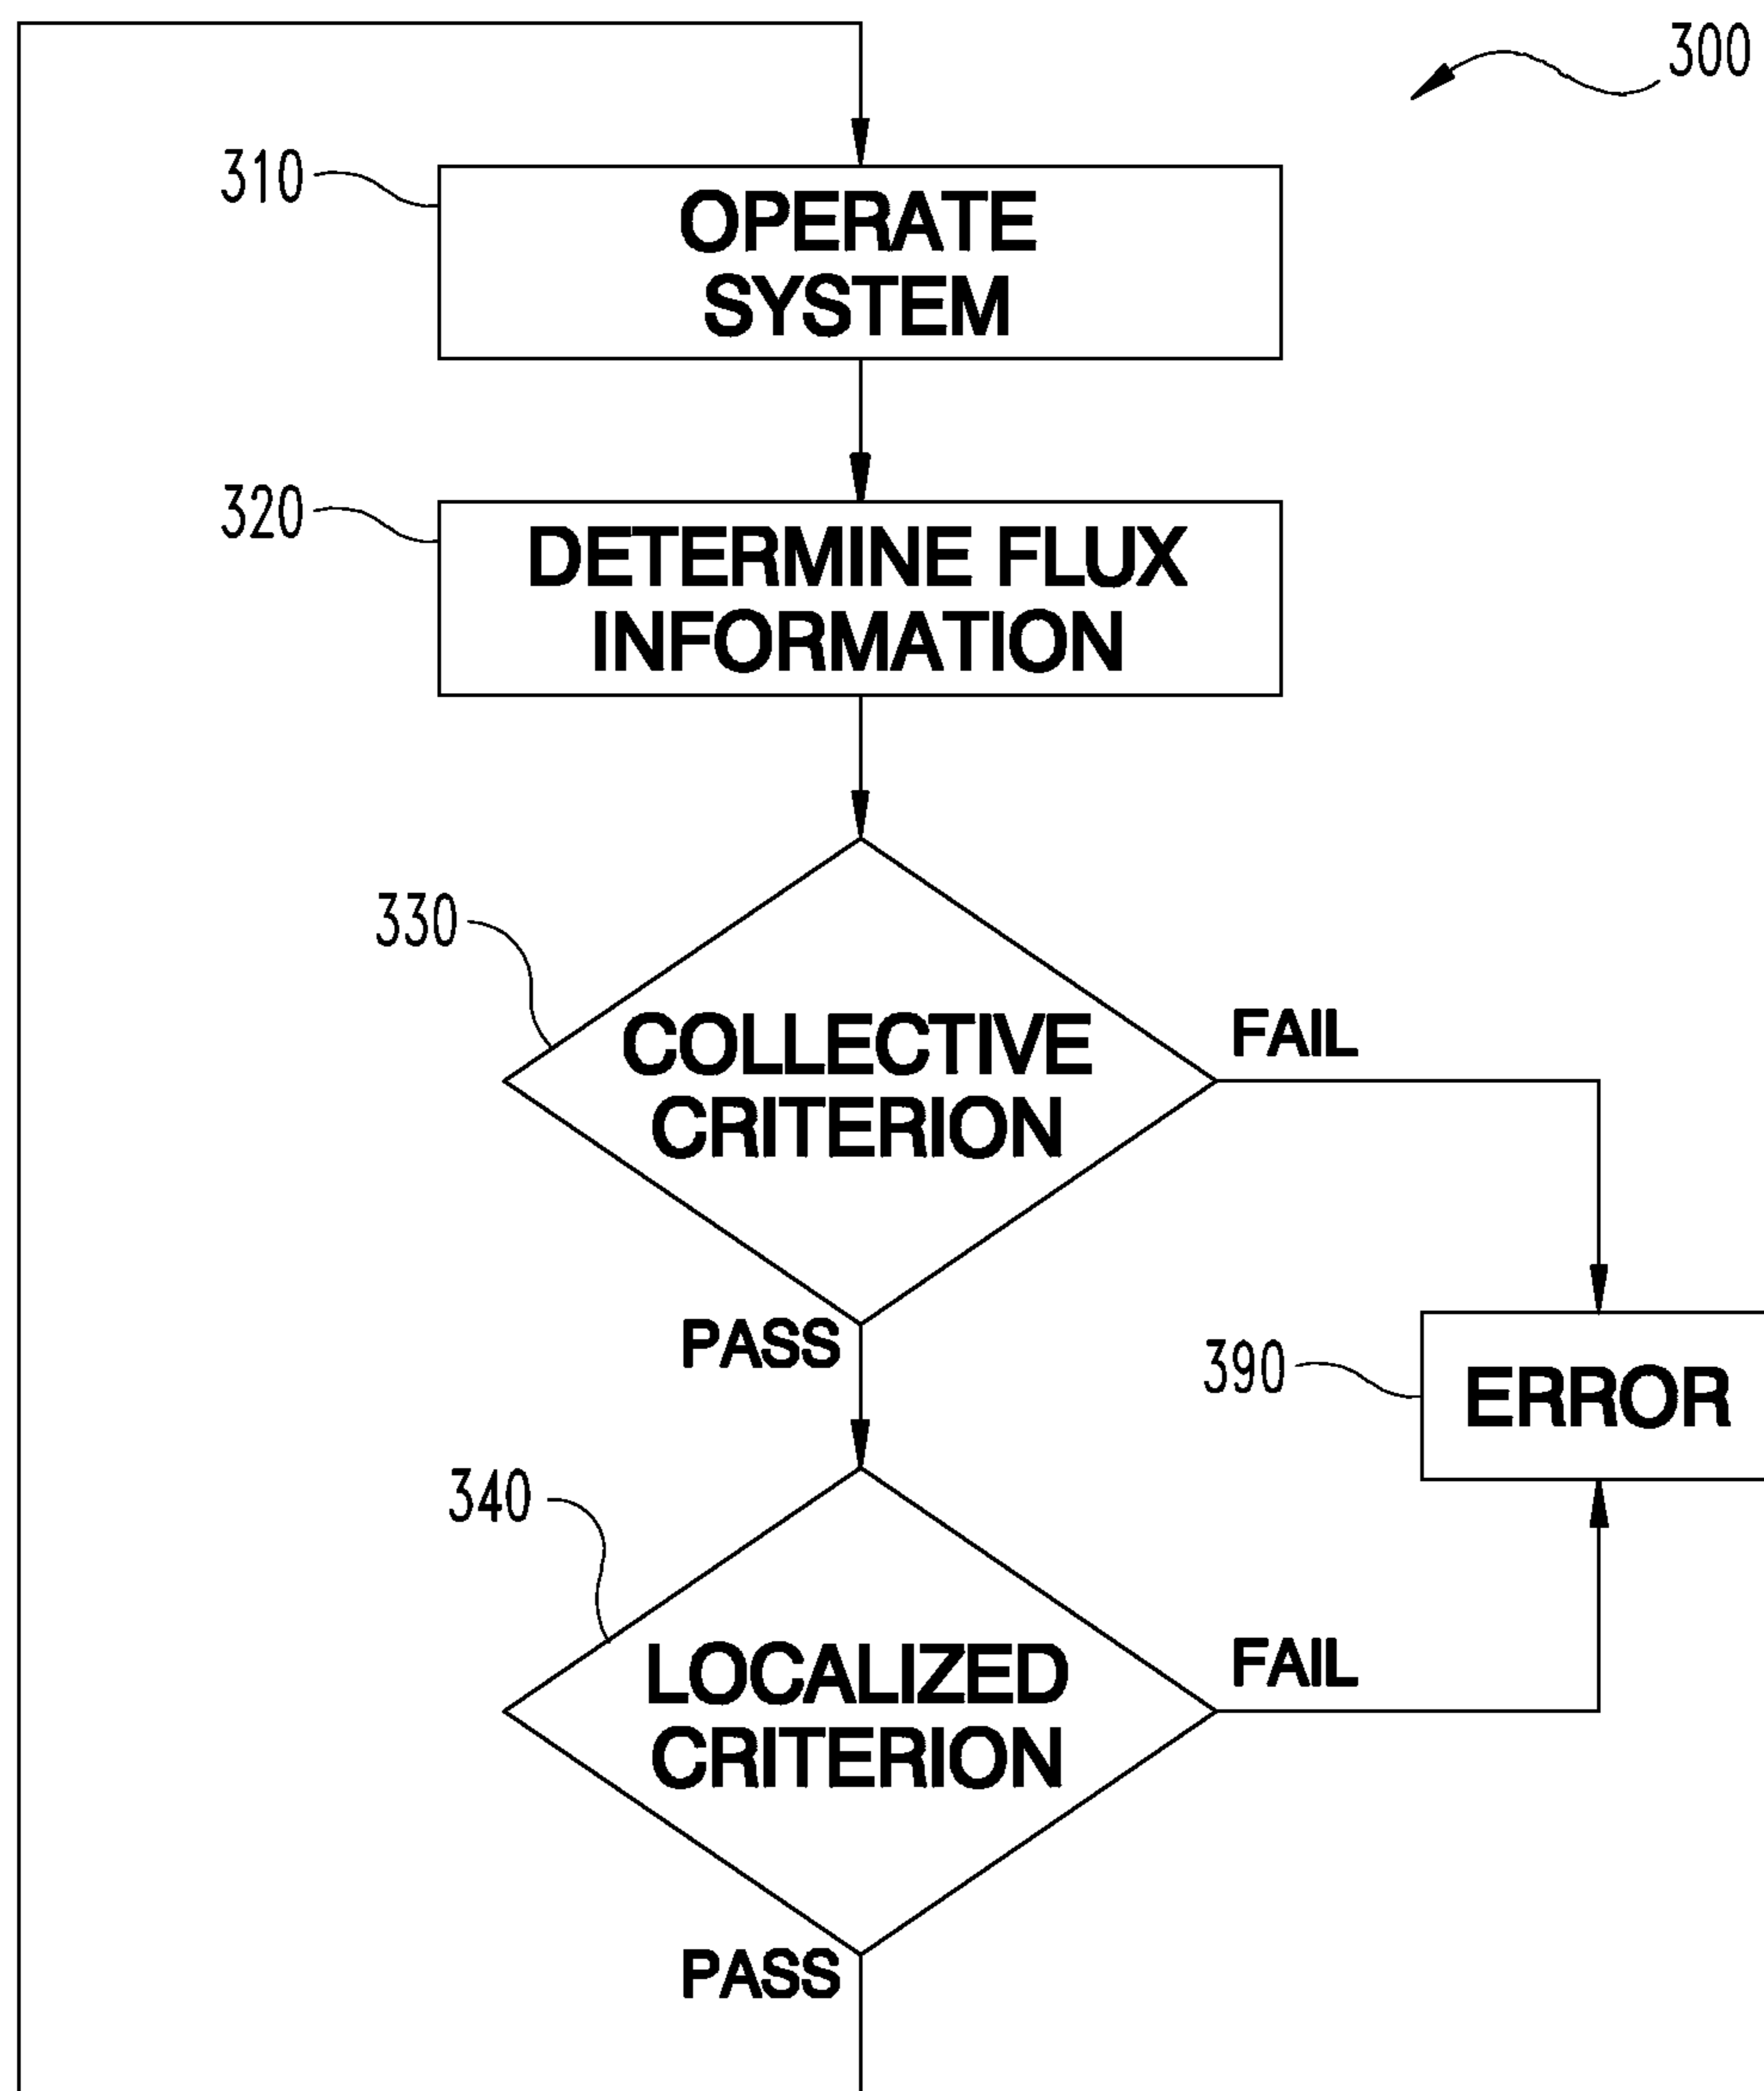 300
310
OPERATE
SYSTEM
320
DETERMINE FLUX
INFORMATION
330
COLLECTIVE
CRITERION
FAIL
PASS
390
ERROR
340
LOCALIZED
CRITERION
FAIL
PASS